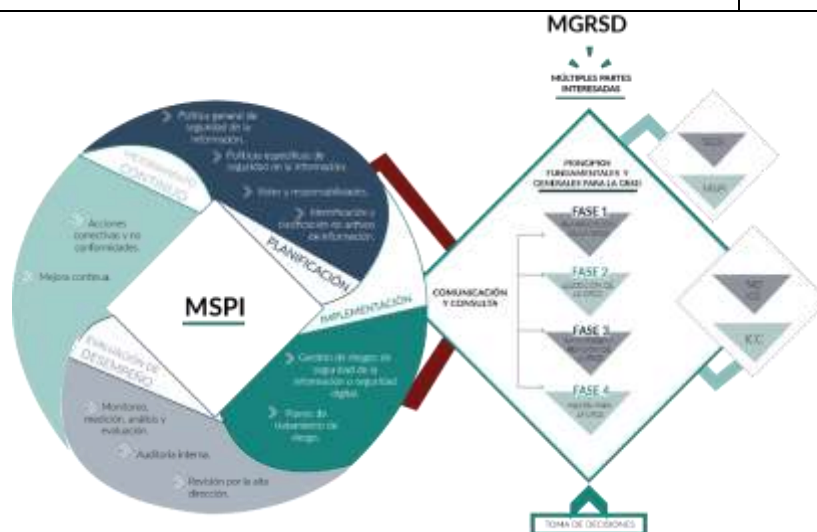 MGRSD
MÚLTIPLES PARTES
INTERESADAS
Política general de
seguridad de la
información.
Políticas específicas de
seguridad de la información.
Roles y responsabilidades.
Identificación y
clasificación de activos
de información.
MEJORAMIENTO
CONTINUO
Acciones
correctivas y no
conformidades.
Mejora continua.
PLANIFICACIÓN
MSPI
IMPLEMENTACIÓN
EVALUACIÓN DE
DESEMPEÑO
Gestión de riesgos de
seguridad de la
información o seguridad
digital.
Planes de
tratamiento de
riesgo.
Monitoreo,
medición, análisis y
evaluación.
Auditoría interna.
Revisión por la alta
dirección.
PRINCIPIOS
FUNDAMENTALES Y
GENERALES PARA LA GRSD
COMUNICACIÓN
Y CONSULTA
FASE 1
FASE 2
FASE 3
FASE 4
TOMA DE DECISIONES